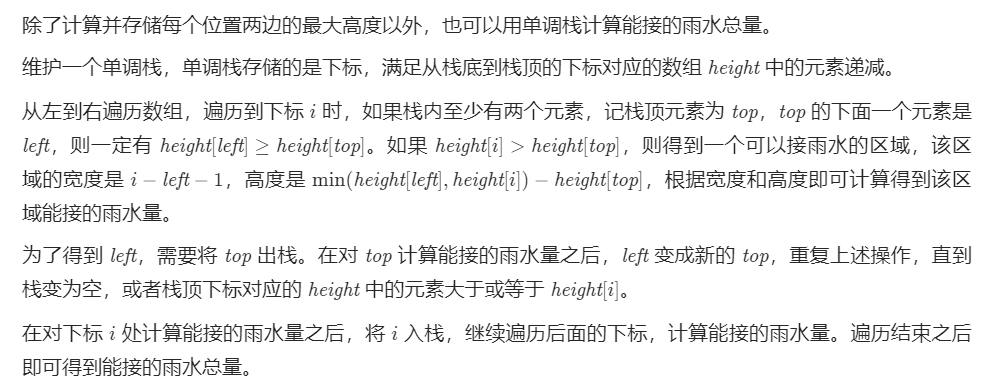 除了计算并存储每个位置两边的最大高度以外，也可以用单调栈计算能接的雨水总量。
维护一个单调栈，单调栈存储的是下标，满足从栈底到栈顶的下标对应的数组 height 中的元素递减。
从左到右遍历数组，遍历到下标 i 时，如果栈内至少有两个元素，记栈顶元素为 top，top 的下面一个元素是
left，则一定有 height[left] ≥ height[top]。如果 height[i] > height[top]，则得到一个可以接雨水的区域，该区
域的宽度是 i − left − 1，高度是 min(height[left], height[i]) − height[top]，根据宽度和高度即可计算得到该区
域能接的雨水量。
为了得到 left，需要将 top 出栈。在对 top 计算能接的雨水量之后，left 变成新的 top，重复上述操作，直到
栈变为空，或者栈顶下标对应的 height 中的元素大于或等于 height[i]。
在对下标 i 处计算能接的雨水量之后，将 i 入栈，继续遍历后面的下标，计算能接的雨水量。遍历结束之后
即可得到能接的雨水总量。